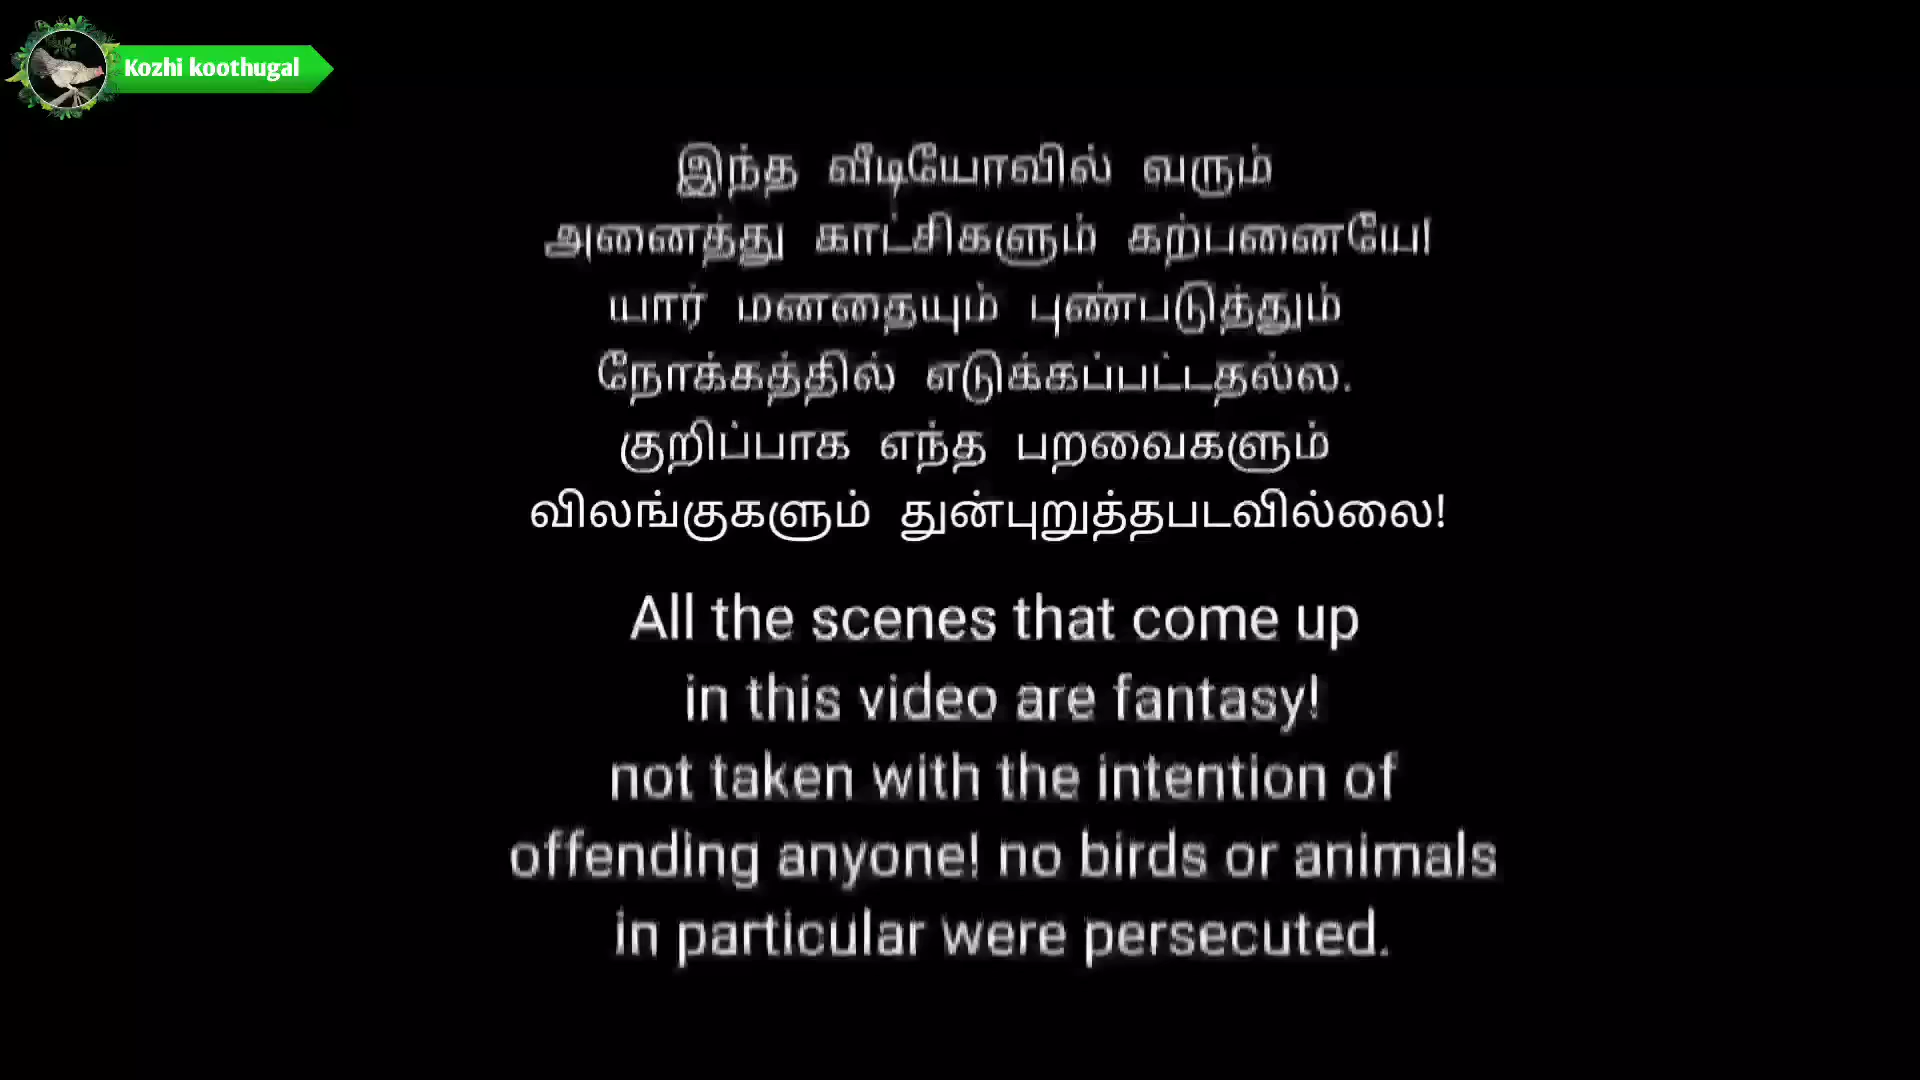 Kozhi koothugal
இந்த வீடியோவில் வரும்
அனைத்து காட்சிகளும் கற்பனையே!
யார் மனதையும் புண்படுத்தும்
நோக்கத்தில் எடுக்கப்பட்டதல்ல.
குறிப்பாக எந்த பறவைகளும்
விலங்குகளும் துன்புறுத்தபடவில்லை!
All the scenes that come up
in this video are fantasy!
not taken with the intention of
offending anyone! no birds or animals
in particular were persecuted.